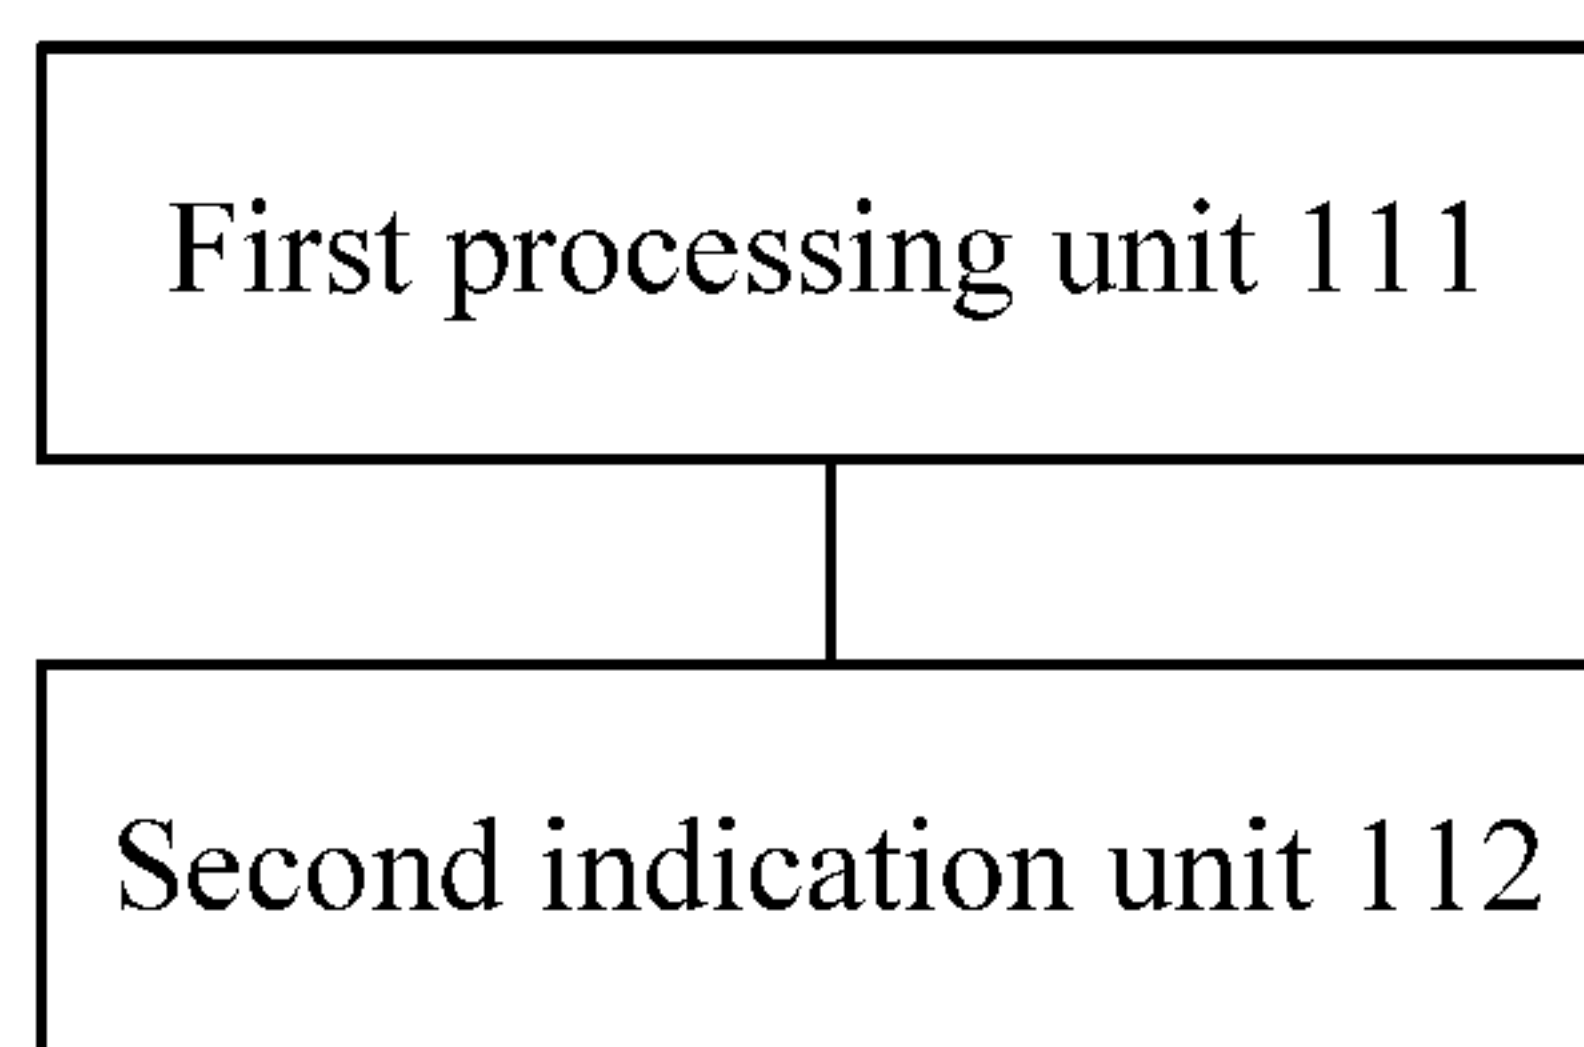 First processing unit 111
Second indication unit 112